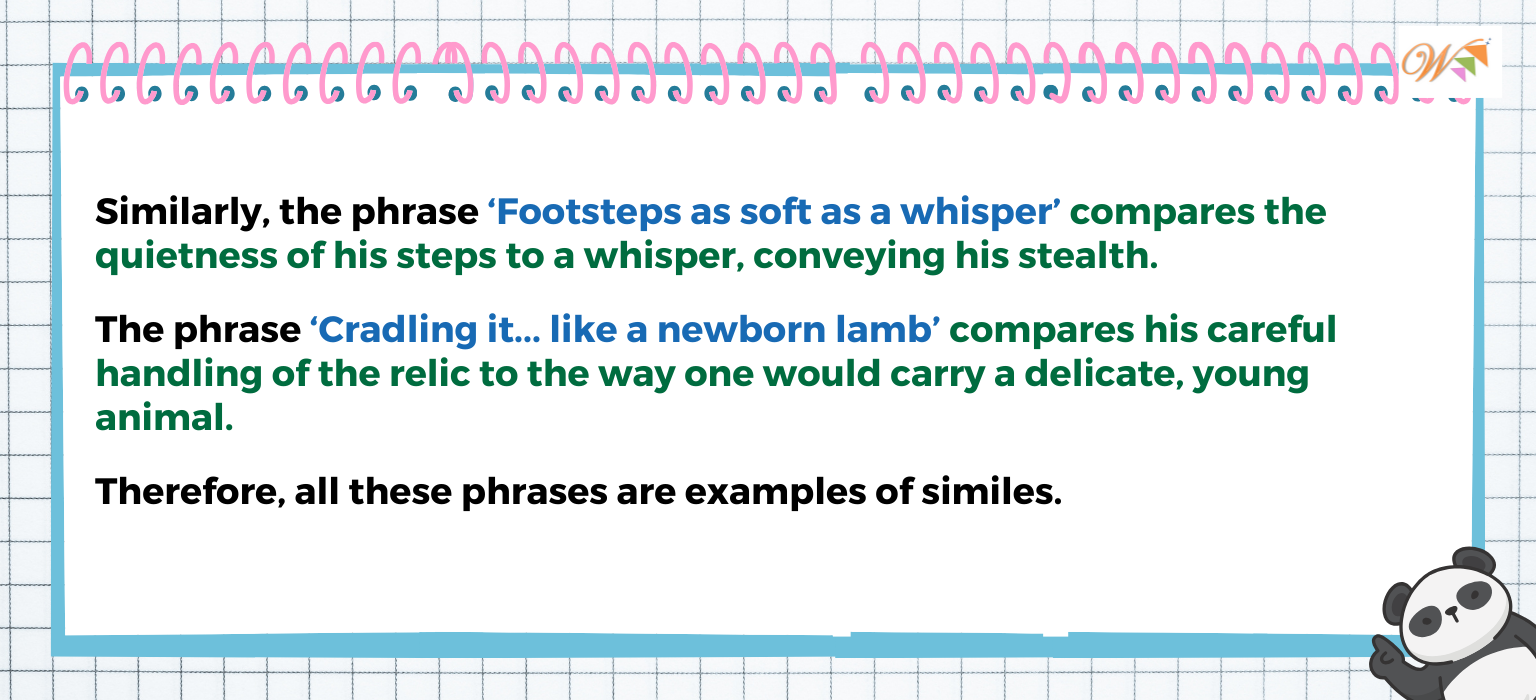 W
Similarly, the phrase ‘Footsteps as soft as a whisper’ compares the
quietness of his steps to a whisper, conveying his stealth.
The phrase ‘Cradling it... like a newborn lamb’ compares his careful
handling of the relic to the way one would carry a delicate, young
animal.
Therefore, all these phrases are examples of similes.